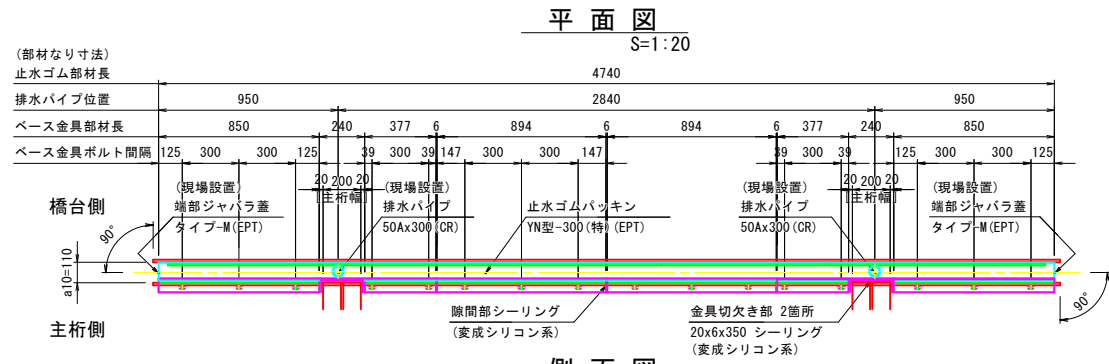 平面図
S=1:20
(部材なり寸法)
止水ゴム部材長 4740
排水パイプ位置 950 2840 950
ベース金具部材長 850 240 377 6 894 6 894 6 377 240 850
ベース金具ボルト間隔 125 300 300 125 39 300 39 147 300 300 147 39 300 39 125 300 300 125
20 200 20 20 200 20
[主桁幅] [主桁幅]
橋台側
(現場設置)
端部ジャバラ蓋
タイプ-M(EPT)
(現場設置)
排水パイプ
50Ax300(CR)
止水ゴムパッキン
YN型-300(特)(EPT)
(現場設置)
排水パイプ
50Ax300(CR)
(現場設置)
端部ジャバラ蓋
タイプ-M(EPT)
90°
a10=110
90°
主桁側
隙間部シーリング
(変成シリコン系)
金具切欠き部 2箇所
20x6x350 シーリング
(変成シリコン系)